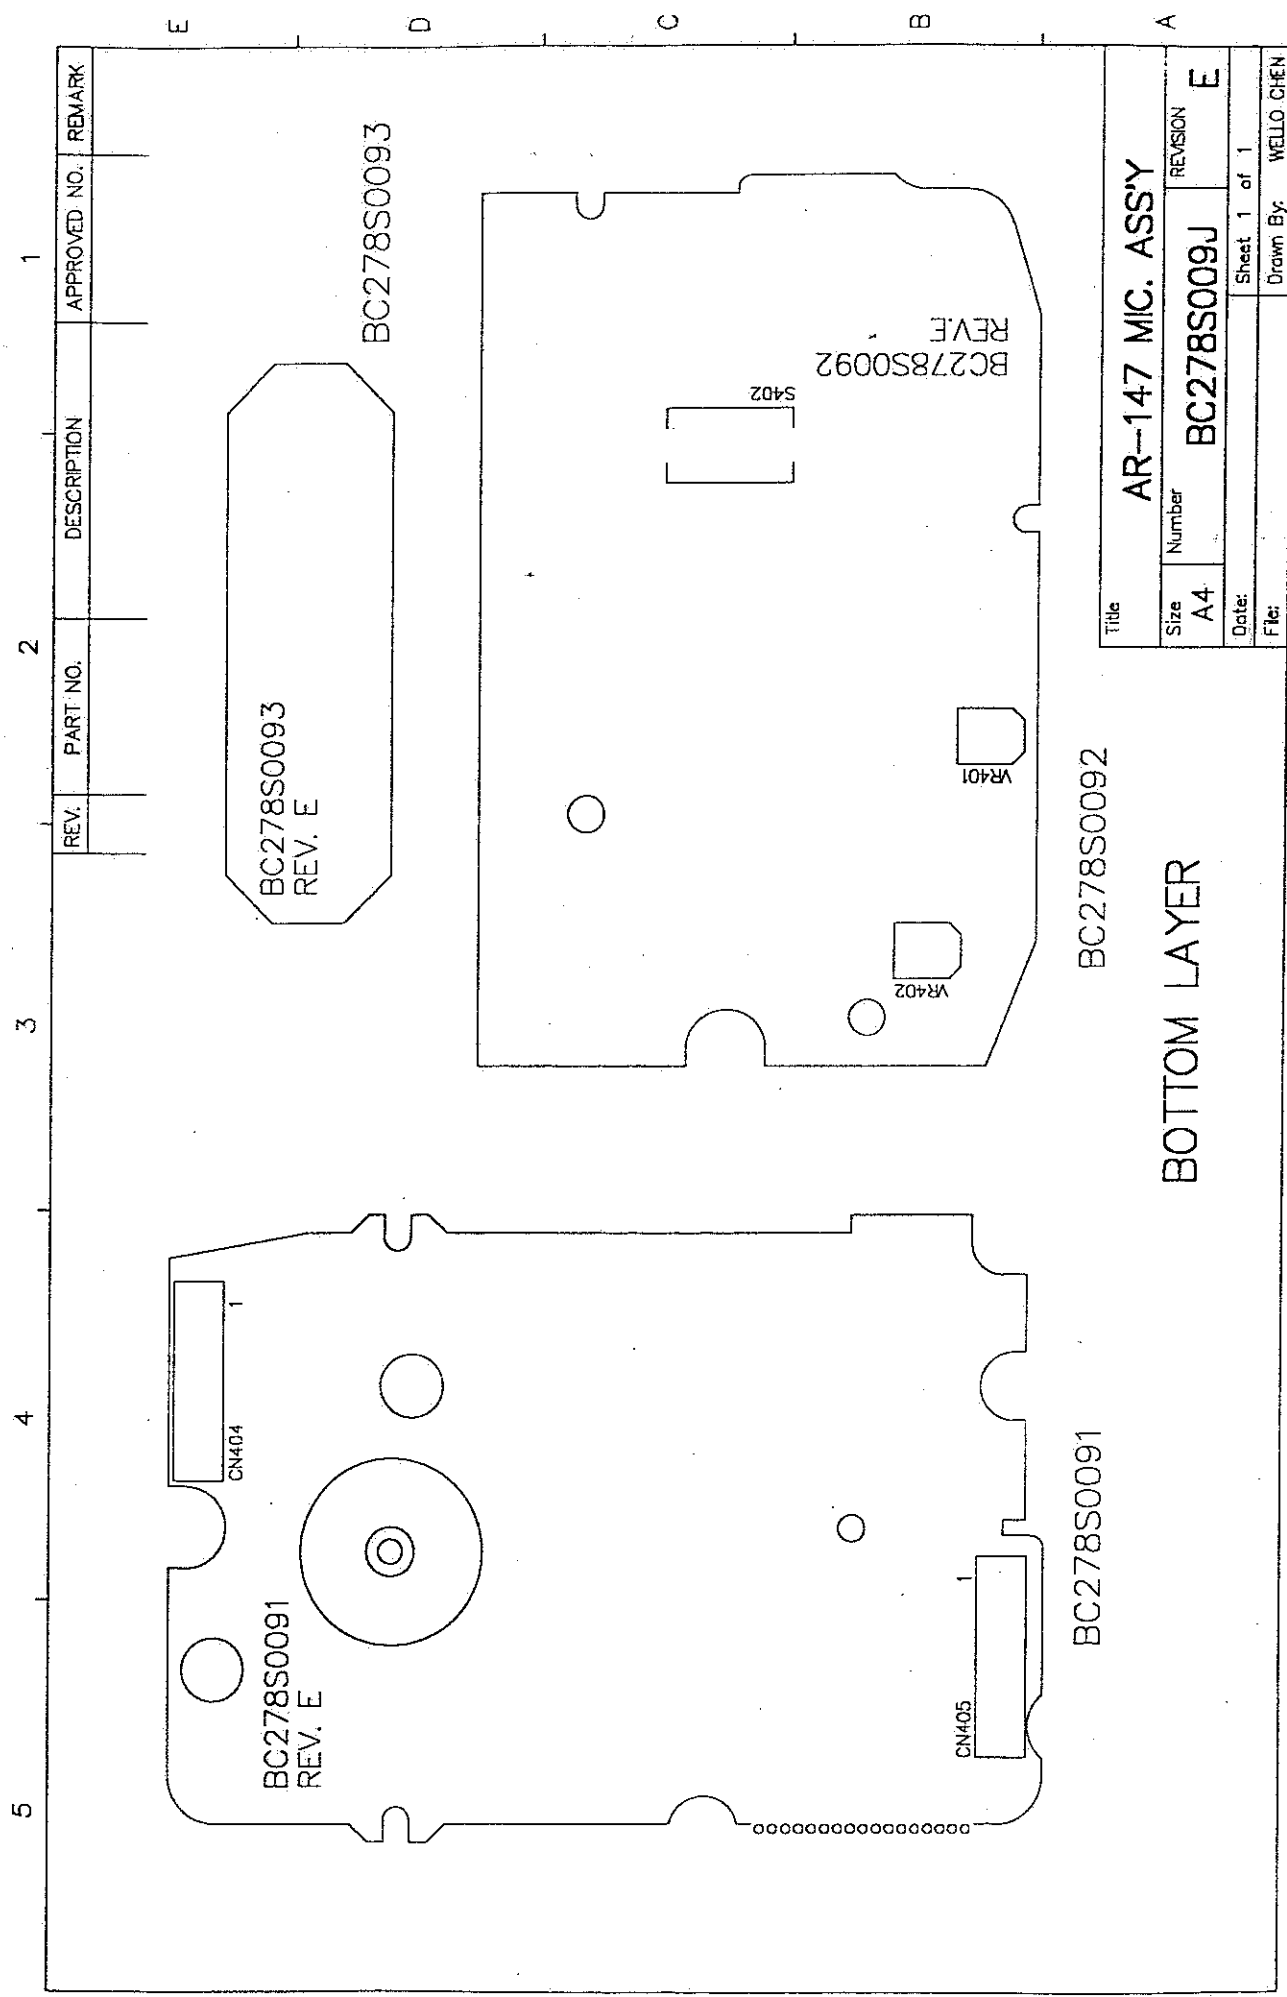 5
4
3
2
1
REV. PART NO. DESCRIPTION APPROVED NO. REMARK
E
D
C
B
A
CN404
1
BC278S0091
REV. E
CN405
1
BC278S0091
BC278S0093
REV. E
BC278S0093
S402
BC278S0092
REV.E
VR402
VR401
BC278S0092
BOTTOM LAYER
Title
AR-147 MIC. ASS'Y
Size
A4
Number
BC278S009J
REVISION
E
Date:
Sheet 1 of 1
File:
Drawn By: WELLO CHEN